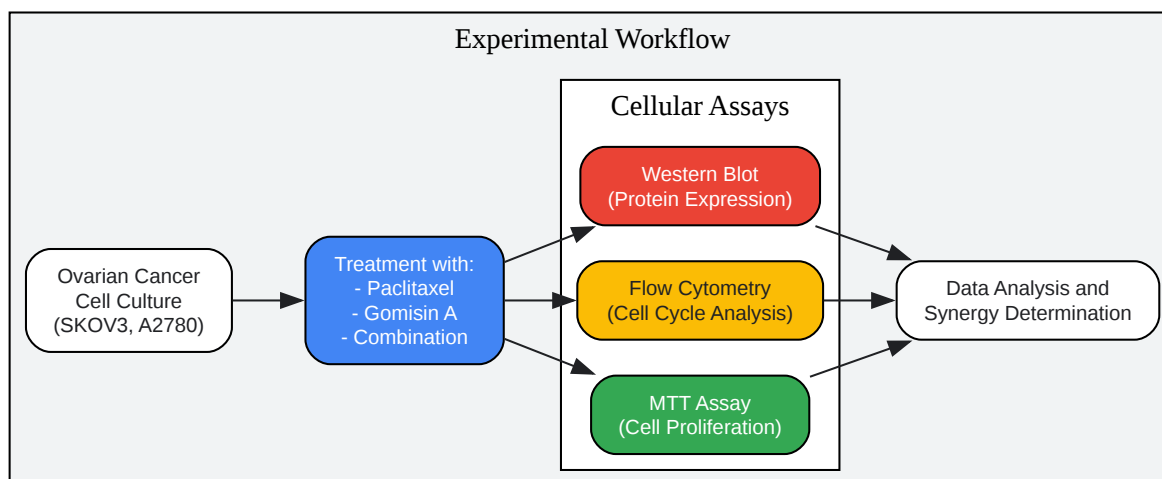 Experimental Workflow
Cellular Assays
Western Blot
(Protein Expression)
Ovarian Cancer
Cell Culture
(SKOV3, A2780)
Treatment with:
- Paclitaxel
- Gomisin A
- Combination
Flow Cytometry
(Cell Cycle Analysis)
Data Analysis and
Synergy Determination
MTT Assay
(Cell Proliferation)